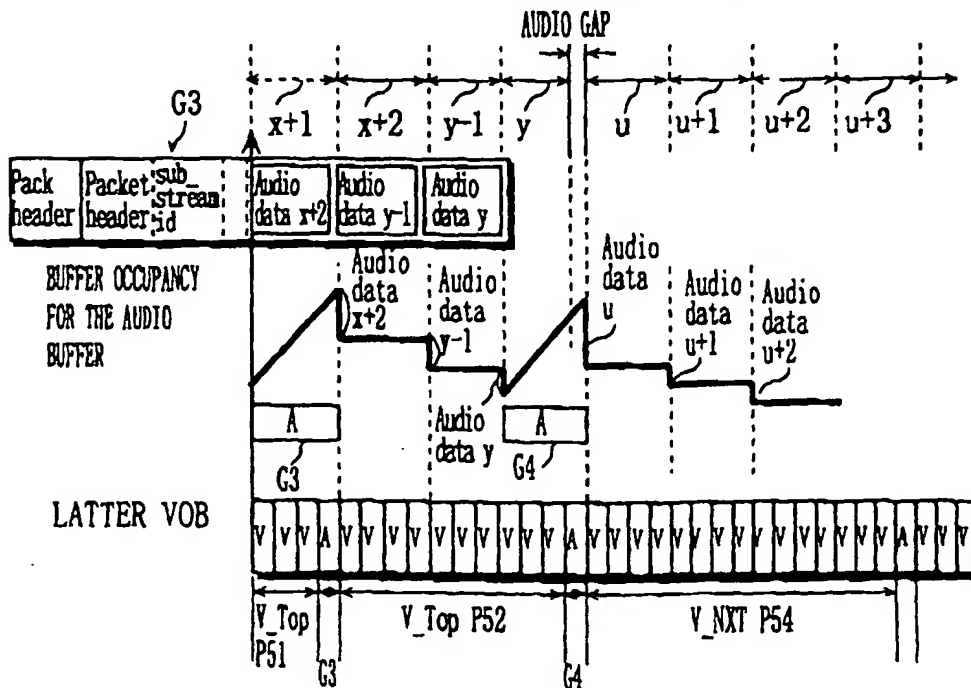 AUDIO GAP
x+1 x+2 y-1 y u u+1 u+2 u+3
G3
Pack header
Packet header
sub_stream id
Audio data x+2
Audio data y-1
Audio data y
BUFFER OCCUPANCY
FOR THE AUDIO
BUFFER
Audio data x+2
Audio data y-1
Audio data y
Audio data u
Audio data u+1
Audio data u+2
A
G3
A
G4
LATTER VOB
V V V A V V V V V V V V V V A V V V V V V V V V V V V V V A V V V
V_Top P51
G3
V_Top P52
G4
V_NXT P54